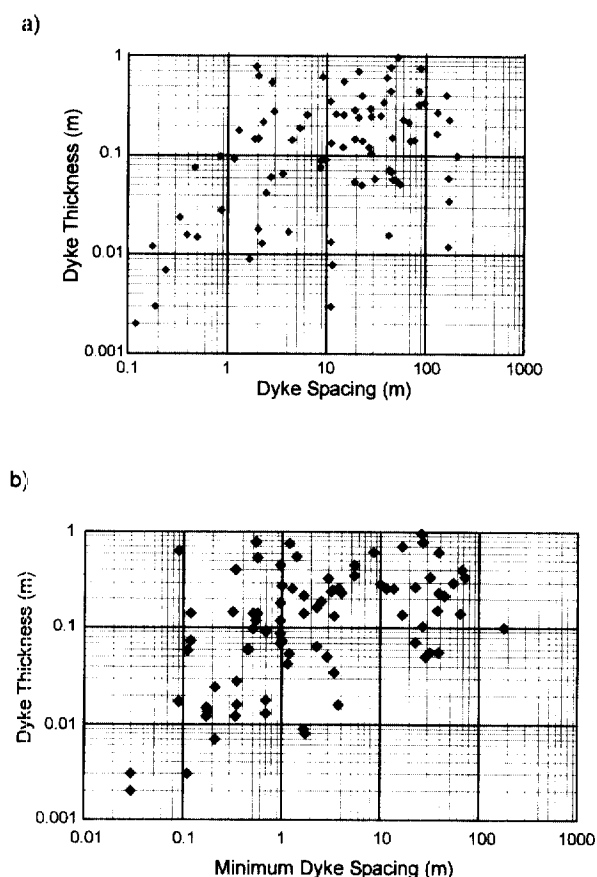 a)
1
0.1
0.01
0.001
Dyke Thickness (m)
0.1 1 10 100 1000
Dyke Spacing (m)
b)
1
0.1
0.01
0.001
Dyke Thickness (m)
0.01 0.1 1 10 100 1000
Minimum Dyke Spacing (m)